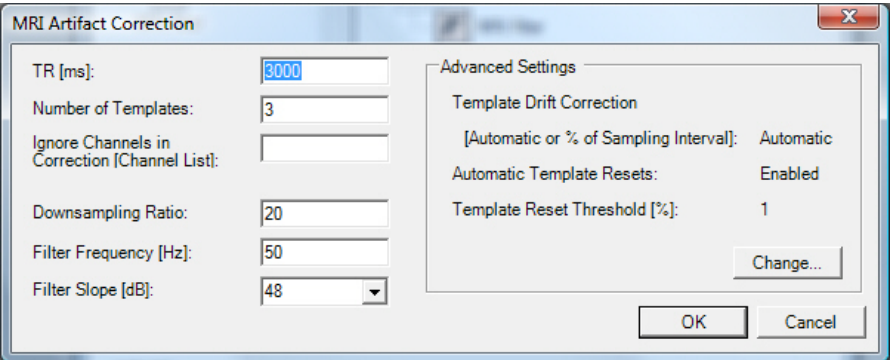 MRI Artifact Correction
TR [ms]:
3000
Number of Templates:
3
Ignore Channels in
Correction [Channel List]:
Downsampling Ratio:
20
Filter Frequency [Hz]:
50
Filter Slope [dB]:
48
Advanced Settings
Template Drift Correction
[Automatic or % of Sampling Interval]:
Automatic
Automatic Template Resets:
Enabled
Template Reset Threshold [%]:
1
Change...
OK
Cancel